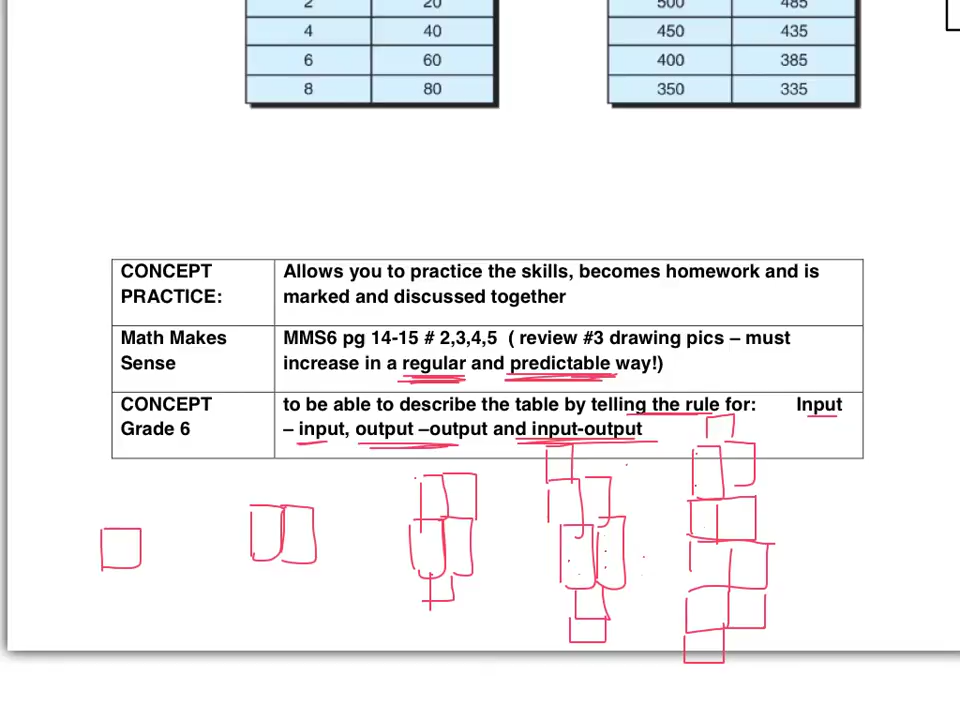 2 20 500 485
4 40 450 435
6 60 400 385
8 80 350 335
CONCEPT PRACTICE: Allows you to practice the skills, becomes homework and is
marked and discussed together
Math Makes Sense MMS6 pg 14-15 # 2,3,4,5 ( review #3 drawing pics – must
increase in a regular and predictable way!)
CONCEPT Grade 6 to be able to describe the table by telling the rule for: Input
– input, output –output and input-output